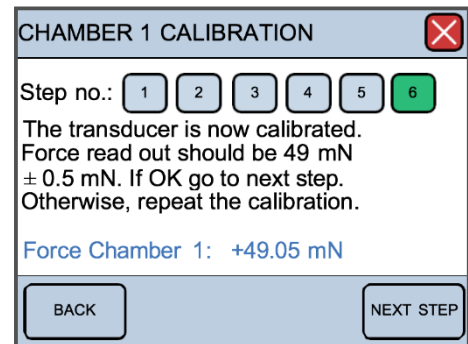 CHAMBER 1 CALIBRATION
Step no.: 1 2 3 4 5 6
The transducer is now calibrated.
Force read out should be 49 mN
± 0.5 mN. If OK go to next step.
Otherwise, repeat the calibration.
Force Chamber 1: +49.05 mN
BACK NEXT STEP